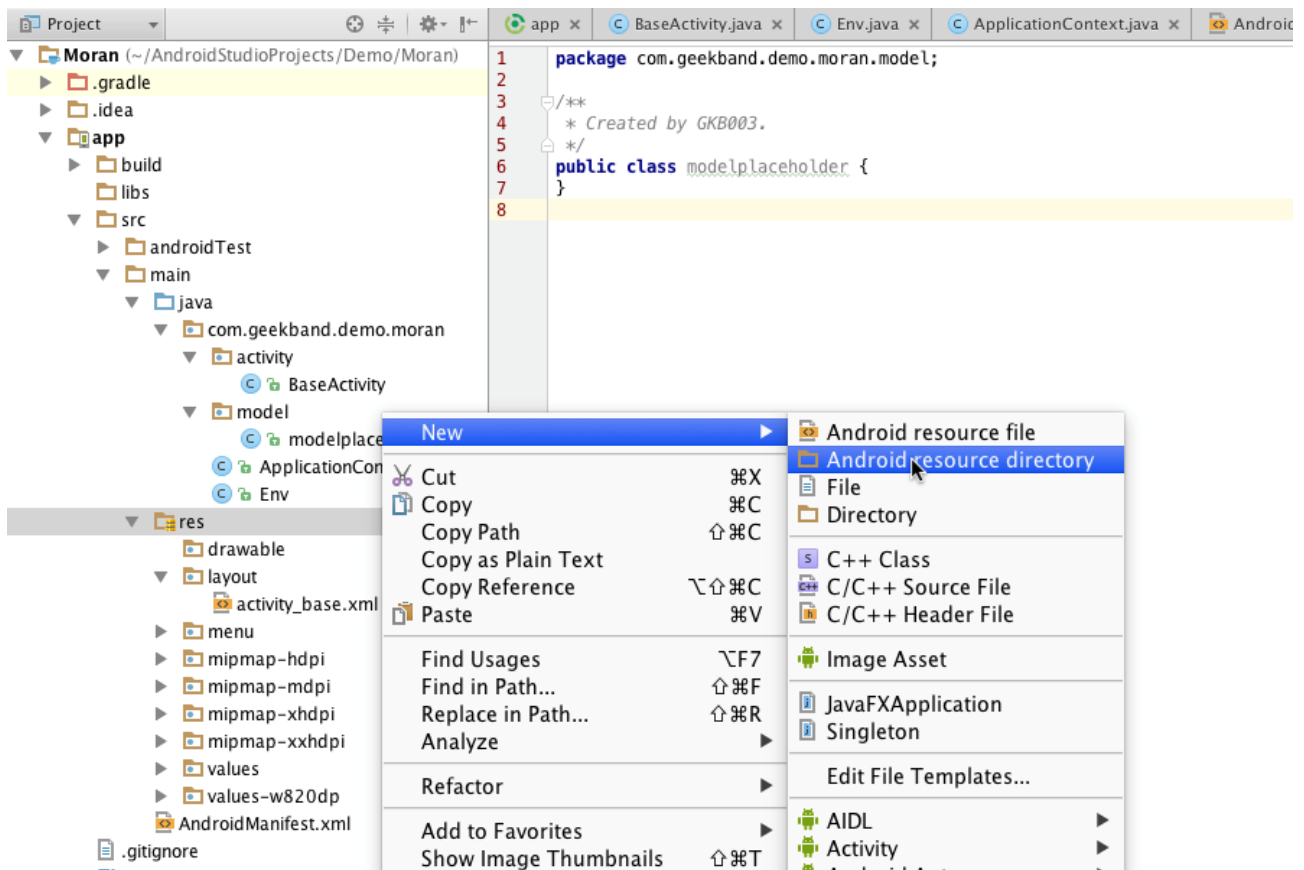 Project
app
BaseActivity.java
Env.java
ApplicationContext.java
Android
Moran (~/AndroidStudioProjects/Demo/Moran)
.gradle
.idea
app
build
libs
src
androidTest
main
java
com.geekband.demo.moran
activity
BaseActivity
model
modelplace
ApplicationCon
Env
res
drawable
layout
activity_base.xml
menu
mipmap-hdpi
mipmap-mdpi
mipmap-xhdpi
mipmap-xxhdpi
values
values-w820dp
AndroidManifest.xml
.gitignore
1 package com.geekband.demo.moran.model;
2
3 /**
4 * Created by GKB003.
5 */
6 public class modelplaceholder {
7 }
8
New
Cut ⌘X
Copy ⌘C
Copy Path ⇧⌘C
Copy as Plain Text
Copy Reference ⌥⇧⌘C
Paste ⌘V
Find Usages ⌥F7
Find in Path... ⇧⌘F
Replace in Path... ⇧⌘R
Analyze
Refactor
Add to Favorites
Show Image Thumbnails ⇧⌘T
Android resource file
Android resource directory
File
Directory
C++ Class
C/C++ Source File
C/C++ Header File
Image Asset
JavaFXApplication
Singleton
Edit File Templates...
AIDL
Activity